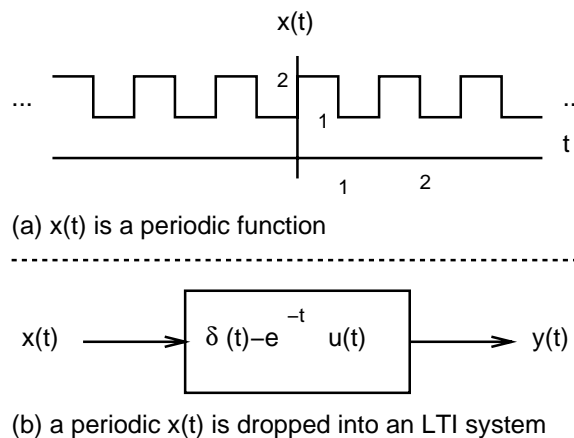 x(t)
2
...
1
..
t
1 2
(a) x(t) is a periodic function
x(t) δ (t)−e −t u(t) y(t)
(b) a periodic x(t) is dropped into an LTI system